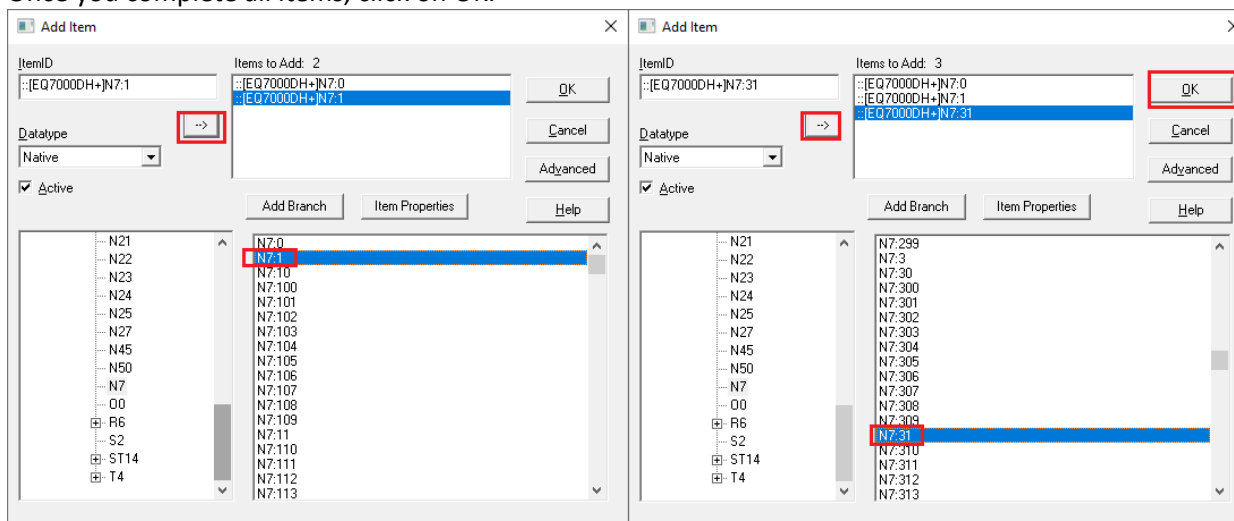 Once you complete all items, click on OK.
Add Item
ItemID
::[EQ7000DH+]N7:1
Items to Add: 2
::[EQ7000DH+]N7:0
::[EQ7000DH+]N7:1
OK
-->
Datatype
Native
Cancel
Advanced
Active
Add Branch
Item Properties
Help
N21
N22
N23
N24
N25
N27
N45
N50
N7
O0
R6
S2
ST14
T4
N7:0
N7:1
N7:10
N7:100
N7:101
N7:102
N7:103
N7:104
N7:105
N7:106
N7:107
N7:108
N7:109
N7:11
N7:110
N7:111
N7:112
N7:113
Add Item
ItemID
::[EQ7000DH+]N7:31
Items to Add: 3
::[EQ7000DH+]N7:0
::[EQ7000DH+]N7:1
::[EQ7000DH+]N7:31
OK
-->
Datatype
Native
Cancel
Advanced
Active
Add Branch
Item Properties
Help
N21
N22
N23
N24
N25
N27
N45
N50
N7
O0
R6
S2
ST14
T4
N7:299
N7:3
N7:30
N7:300
N7:301
N7:302
N7:303
N7:304
N7:305
N7:306
N7:307
N7:308
N7:309
N7:31
N7:310
N7:311
N7:312
N7:313